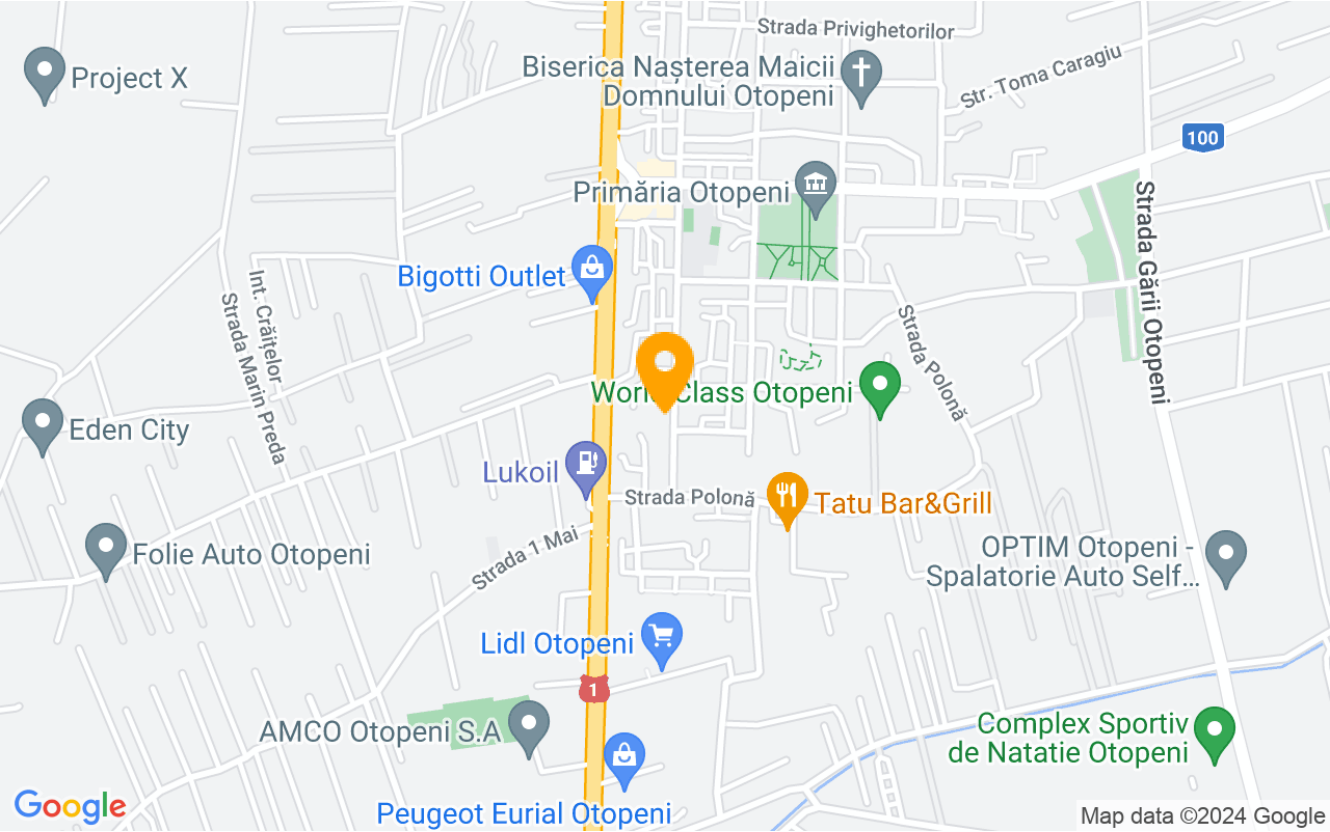 Strada Privighetorilor
Biserica Nașterea Maicii
Domnului Otopeni
Str. Toma Caragiu
Project X
100
Primăria Otopeni
Strada Gării Otopeni
Bigotti Outlet
Int. Crăițelor
Strada Marin Preda
Strada Polonă
World Class Otopeni
Eden City
Lukoil
Strada Polonă
Tatu Bar&Grill
Folie Auto Otopeni
Strada 1 Mai
OPTIM Otopeni -
Spalatorie Auto Self...
Lidl Otopeni
1
AMCO Otopeni S.A
Complex Sportiv
de Natatie Otopeni
Peugeot Eurial Otopeni
Google
Map data ©2024 Google